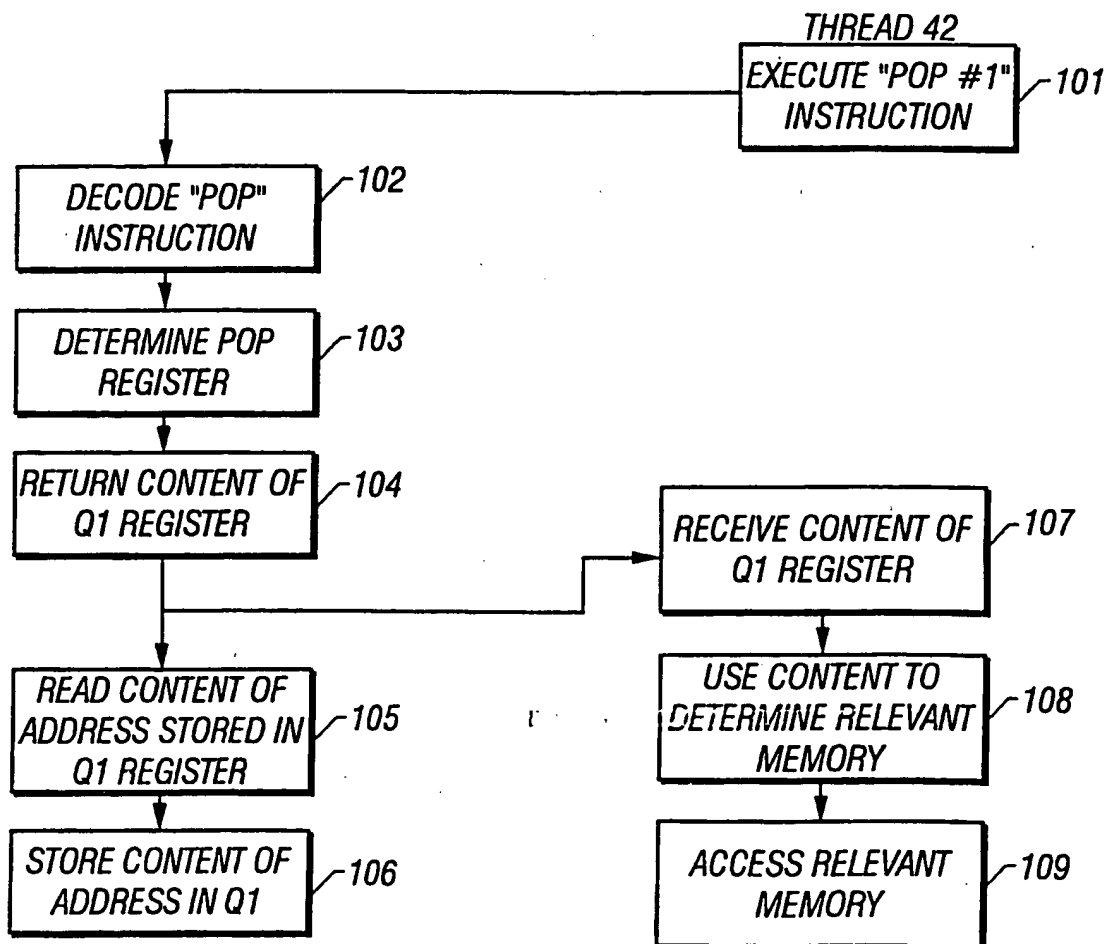 THREAD 42
EXECUTE "POP #1"
INSTRUCTION
101
DECODE "POP"
INSTRUCTION
102
DETERMINE POP
REGISTER
103
RETURN CONTENT OF
Q1 REGISTER
104
READ CONTENT OF
ADDRESS STORED IN
Q1 REGISTER
105
STORE CONTENT OF
ADDRESS IN Q1
106
RECEIVE CONTENT OF
Q1 REGISTER
107
USE CONTENT TO
DETERMINE RELEVANT
MEMORY
108
ACCESS RELEVANT
MEMORY
109